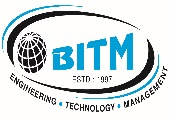 BITM
ESTD : 1997
ENGINEERING • TECHNOLOGY • MANAGEMENT